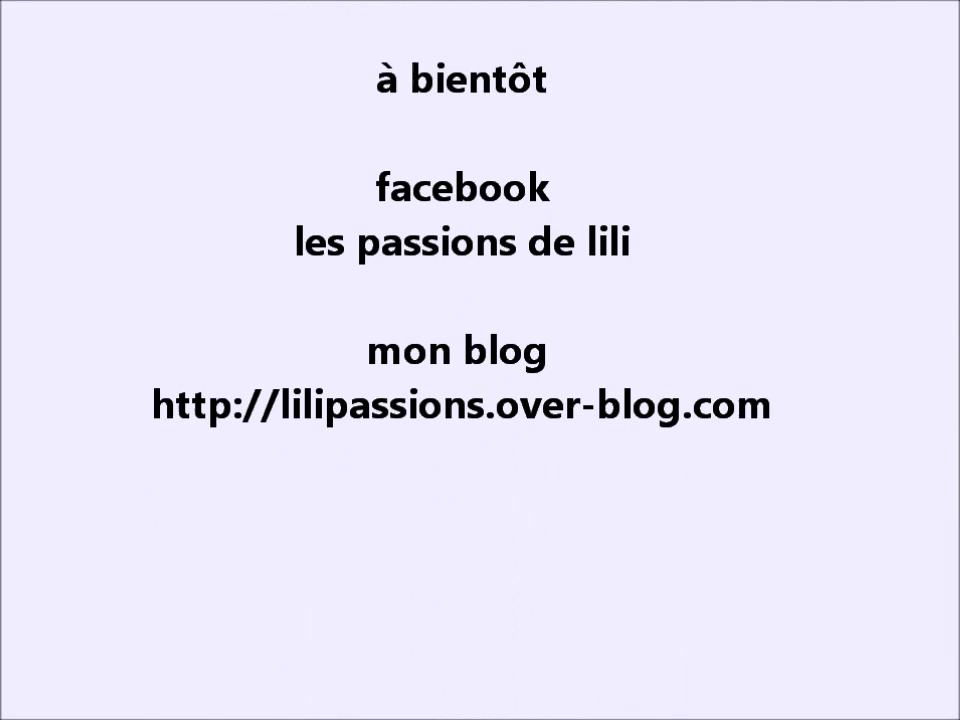 à bientôt
facebook
les passions de lili
mon blog
http://lilipassions.over-blog.com